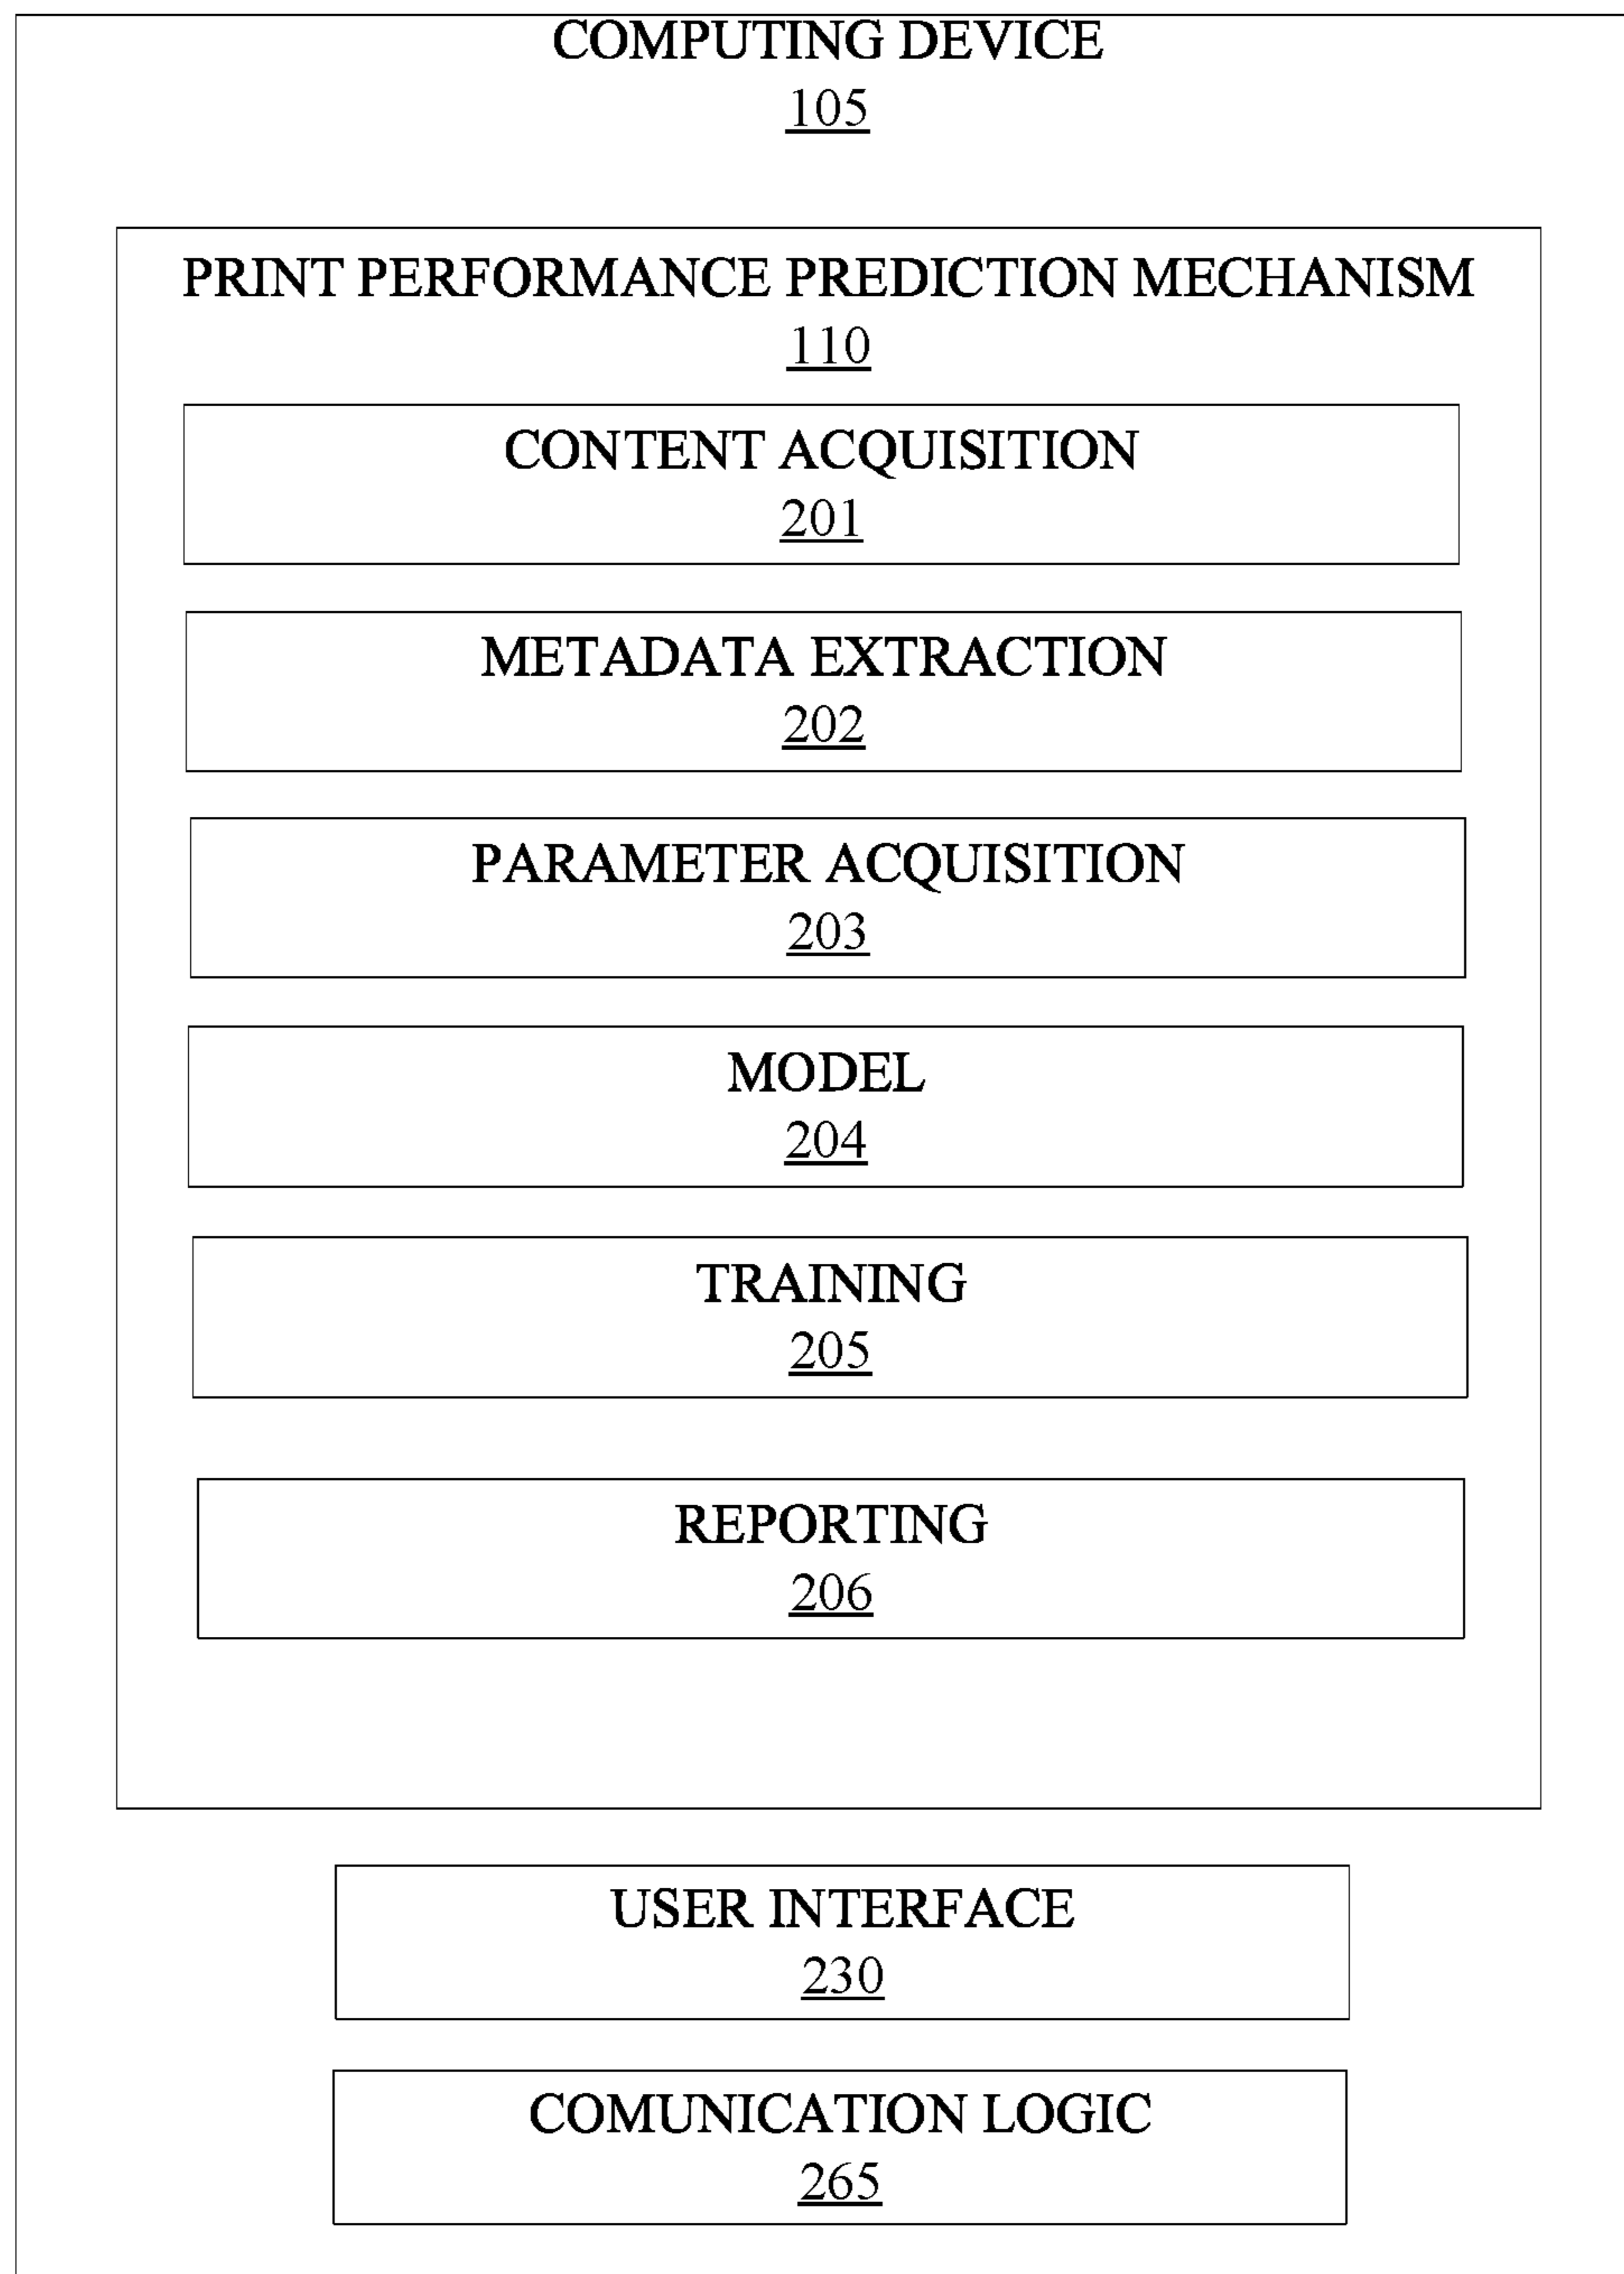 COMPUTING DEVICE
105
PRINT PERFORMANCE PREDICTION MECHANISM
110
CONTENT ACQUISITION
201
METADATA EXTRACTION
202
PARAMETER ACQUISITION
203
MODEL
204
TRAINING
205
REPORTING
206
USER INTERFACE
230
COMUNICATION LOGIC
265